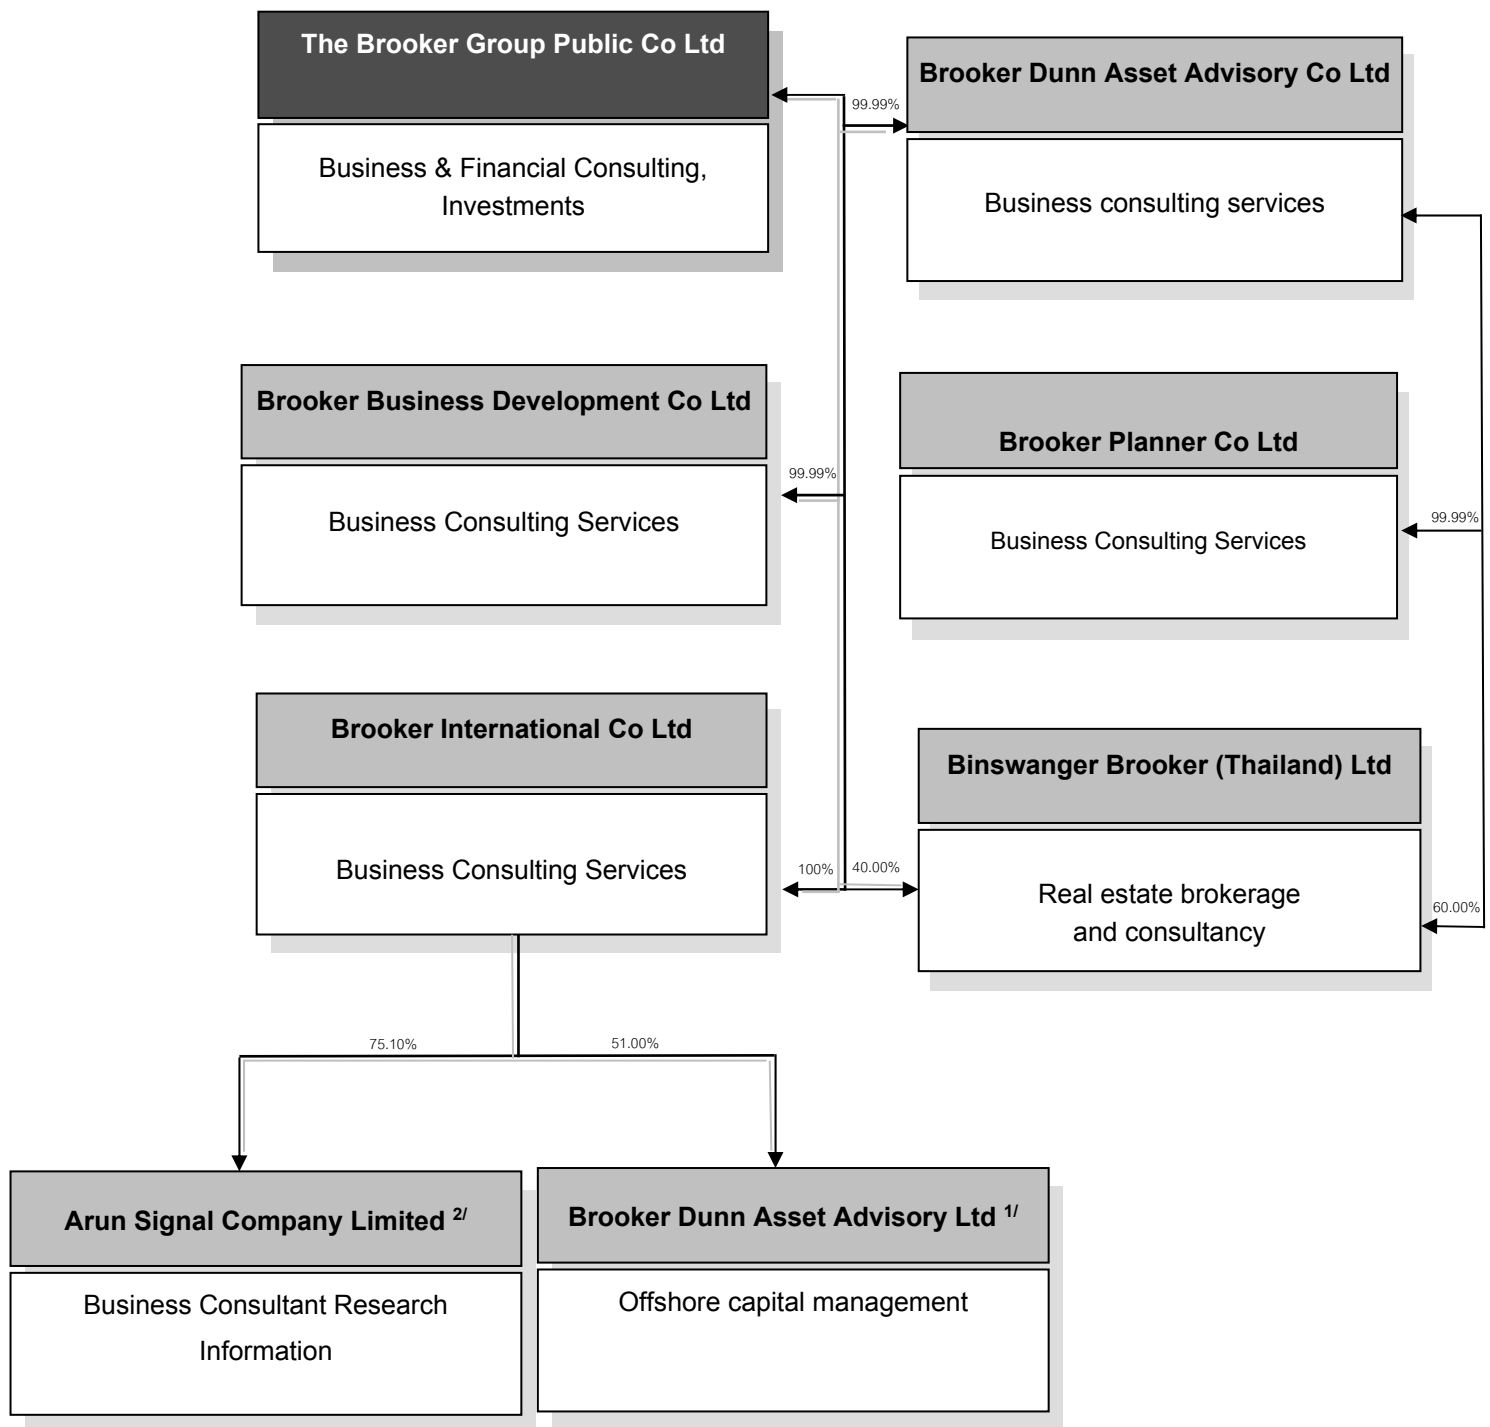 The Brooker Group Public Co Ltd
Business & Financial Consulting,
Investments
99.99%
Brooker Dunn Asset Advisory Co Ltd
Business consulting services
Brooker Business Development Co Ltd
Business Consulting Services
99.99%
Brooker Planner Co Ltd
Business Consulting Services
99.99%
Brooker International Co Ltd
Business Consulting Services
100%
40.00%
Binswanger Brooker (Thailand) Ltd
Real estate brokerage
and consultancy
60.00%
75.10%
51.00%
Arun Signal Company Limited 2/
Business Consultant Research
Information
Brooker Dunn Asset Advisory Ltd 1/
Offshore capital management